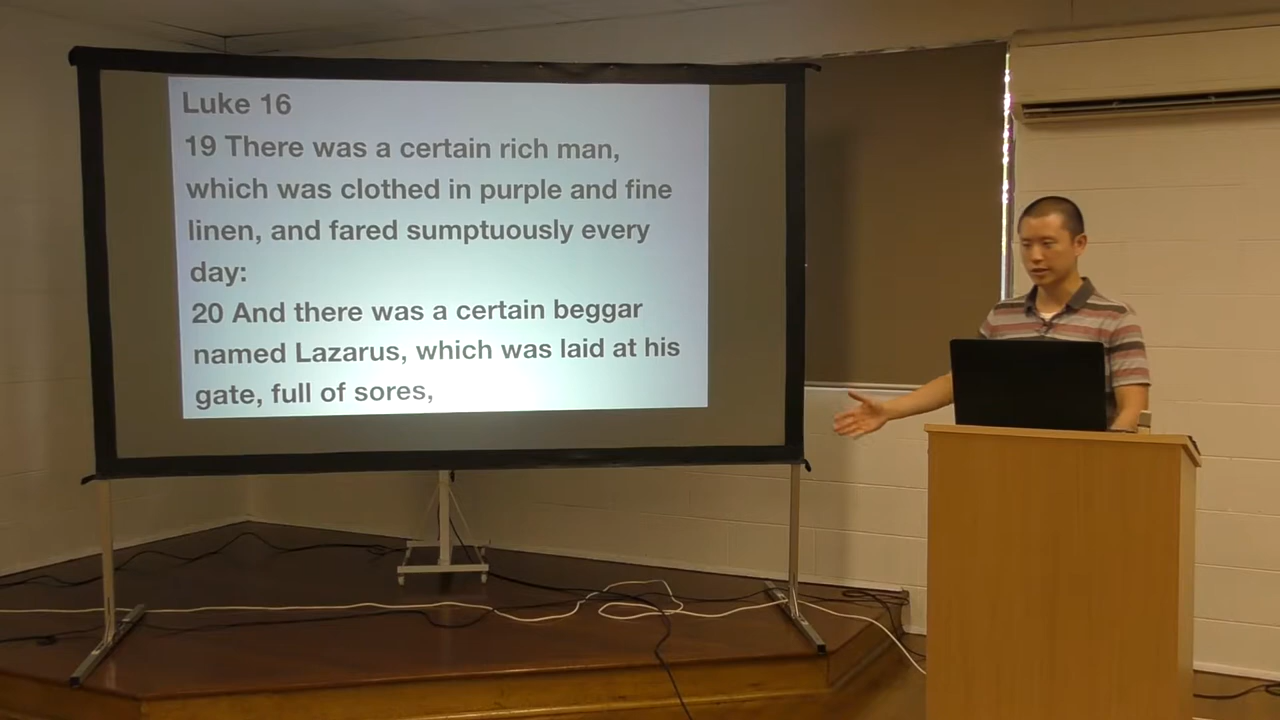 Luke 16
19 There was a certain rich man,
which was clothed in purple and fine
linen, and fared sumptuously every
day:
20 And there was a certain beggar
named Lazarus, which was laid at his
gate, full of sores,